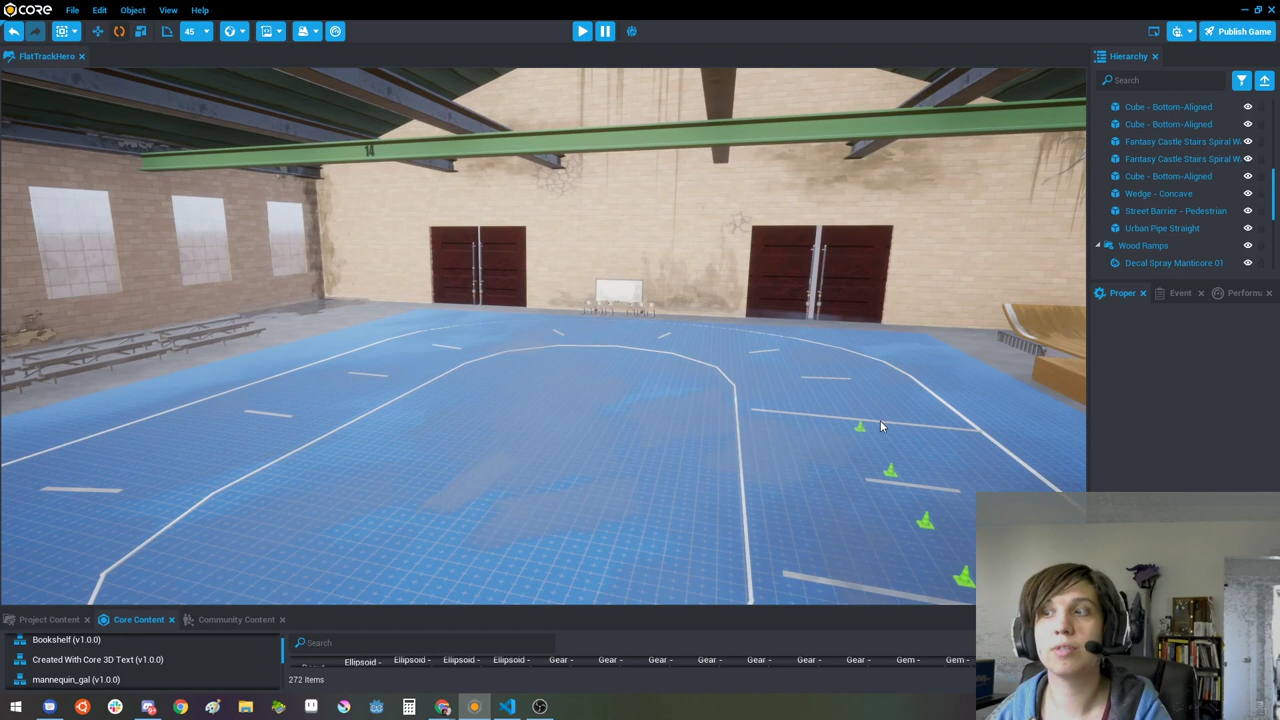 CORE File Edit Object View Help
45 Publish Game
FlatTrackHero Hierarchy
Search
Cube - Bottom-Aligned
Cube - Bottom-Aligned
Fantasy Castle Stairs Spiral W
Fantasy Castle Stairs Spiral W
Cube - Bottom-Aligned
Wedge - Concave
Street Barrier - Pedestrian
Urban Pipe Straight
Wood Ramps
Decal Spray Manticore 01
Proper Event Perform
14
Project Content Core Content Community Content
Bookshelf (v1.0.0)
Created With Core 3D Text (v1.0.0)
mannequin_gal (v1.0.0)
Search
Ellipsoid - Ellipsoid - Ellipsoid - Ellipsoid - Gear - Gear - Gear - Gear - Gear - Gear - Gem - Gem -
272 Items